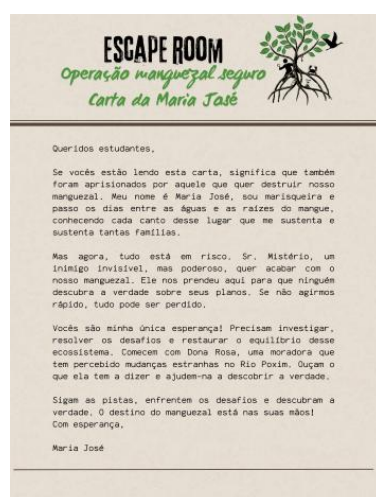 ESCAPE ROOM
Operação manguezal seguro
Carta da Maria José
Queridos estudantes,
Se vocês estão lendo esta carta, significa que também
foram aprisionados por aquele que quer destruir nosso
manguezal. Meu nome é Maria José, sou marisqueira e
passo os dias entre as águas e as raízes do mangue,
conhecendo cada canto desse lugar que me sustenta e
sustenta tantas famílias.
Mas agora, tudo está em risco. Sr. Mistério, um
inimigo invisível, mas poderoso, quer acabar com o
nosso manguezal. Ele nos prendeu aqui para que ninguém
descubra a verdade sobre seus planos. Se não agirmos
rápido, tudo pode ser perdido.
Vocês são minha única esperança! Precisam investigar,
resolver os desafios e restaurar o equilíbrio desse
ecossistema. Comecem com Dona Rosa, uma moradora que
tem percebido mudanças estranhas no Rio Poxim. Ouçam o
que ela tem a dizer e ajudem-na a descobrir a verdade.
Sigam as pistas, enfrentem os desafios e descubram a
verdade. O destino do manguezal está nas suas mãos!
Com esperança,
Maria José